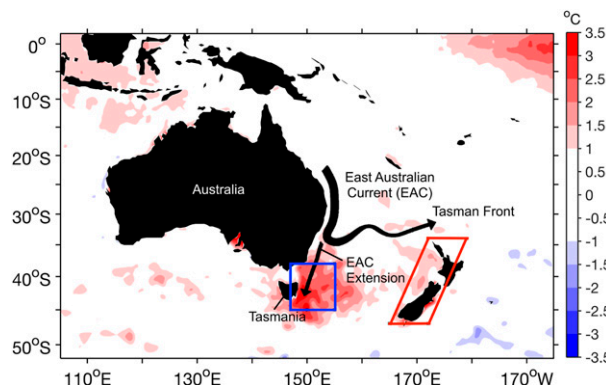 °C
3.5
3
2.5
2
1.5
1
0.5
0
-0.5
-1
-1.5
-2
-2.5
-3
-3.5
0°
10°S
20°S
30°S
40°S
50°S
Australia
East Australian
Current (EAC)
Tasman Front
EAC
Extension
Tasmania
110°E
130°E
150°E
170°E
170°W